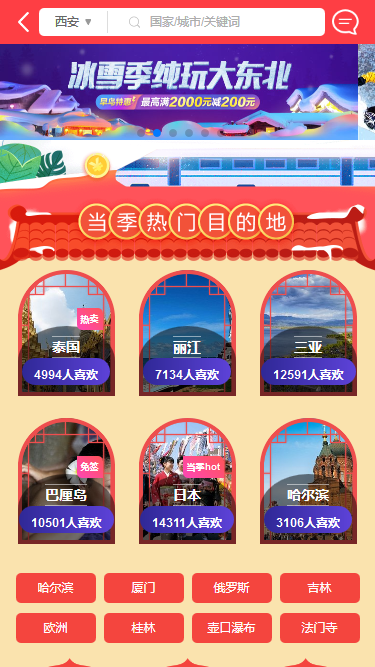 西安 ▼ 国家/城市/关键词
冰雪季纯玩大东北
早场特惠 最高满2000元减200元
当季热门目的地
热卖
泰国
4994人喜欢
丽江
7134人喜欢
三亚
12591人喜欢
免签
巴厘岛
10501人喜欢
当季hot
日本
14311人喜欢
哈尔滨
3106人喜欢
哈尔滨 厦门 俄罗斯 吉林
欧洲 桂林 壶口瀑布 法门寺